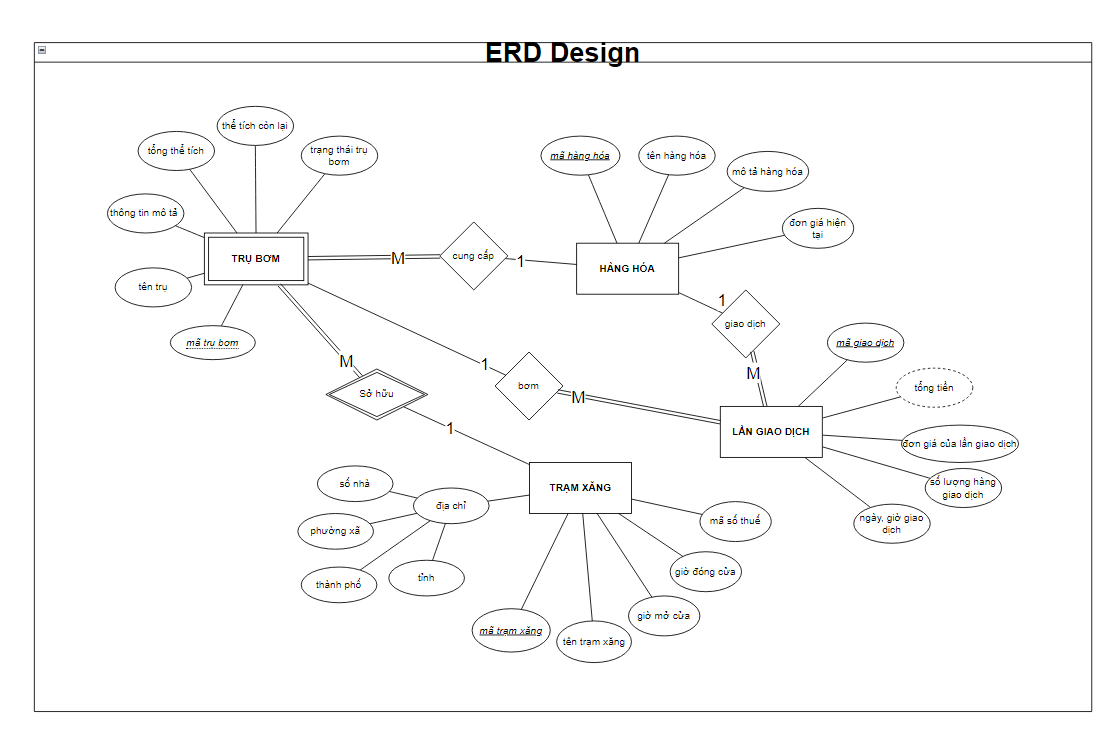 ERD Design
thể tích còn lại
tổng thể tích
trạng thái trụ
bơm
mã hàng hóa
tên hàng hóa
mô tả hàng hóa
thông tin mô tả
đơn giá hiện
tại
TRỤ BƠM
M
cung cấp
1
HÀNG HÓA
tên trụ
1
giao dịch
mã trụ bơm
mã giao dịch
M
1
M
bơm
tổng tiền
Sở hữu
M
1
LẦN GIAO DỊCH
đơn giá của lần giao dịch
số nhà
TRẠM XĂNG
số lượng hàng
giao dịch
địa chỉ
phường xã
mã số thuế
ngày, giờ giao
dịch
thành phố
tỉnh
giờ đóng cửa
giờ mở cửa
mã trạm xăng
tên trạm xăng